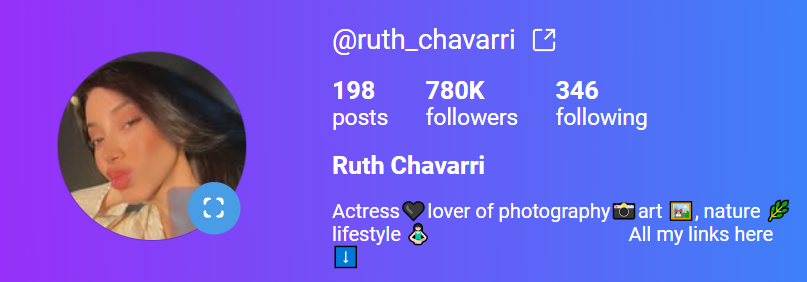 @ruth_chavarri
198 780K 346
posts followers following
Ruth Chavarri
Actress🖤lover of photography📷art 🖼️, nature 🌿
lifestyle 🧘🏻‍♀️ All my links here
⬇️